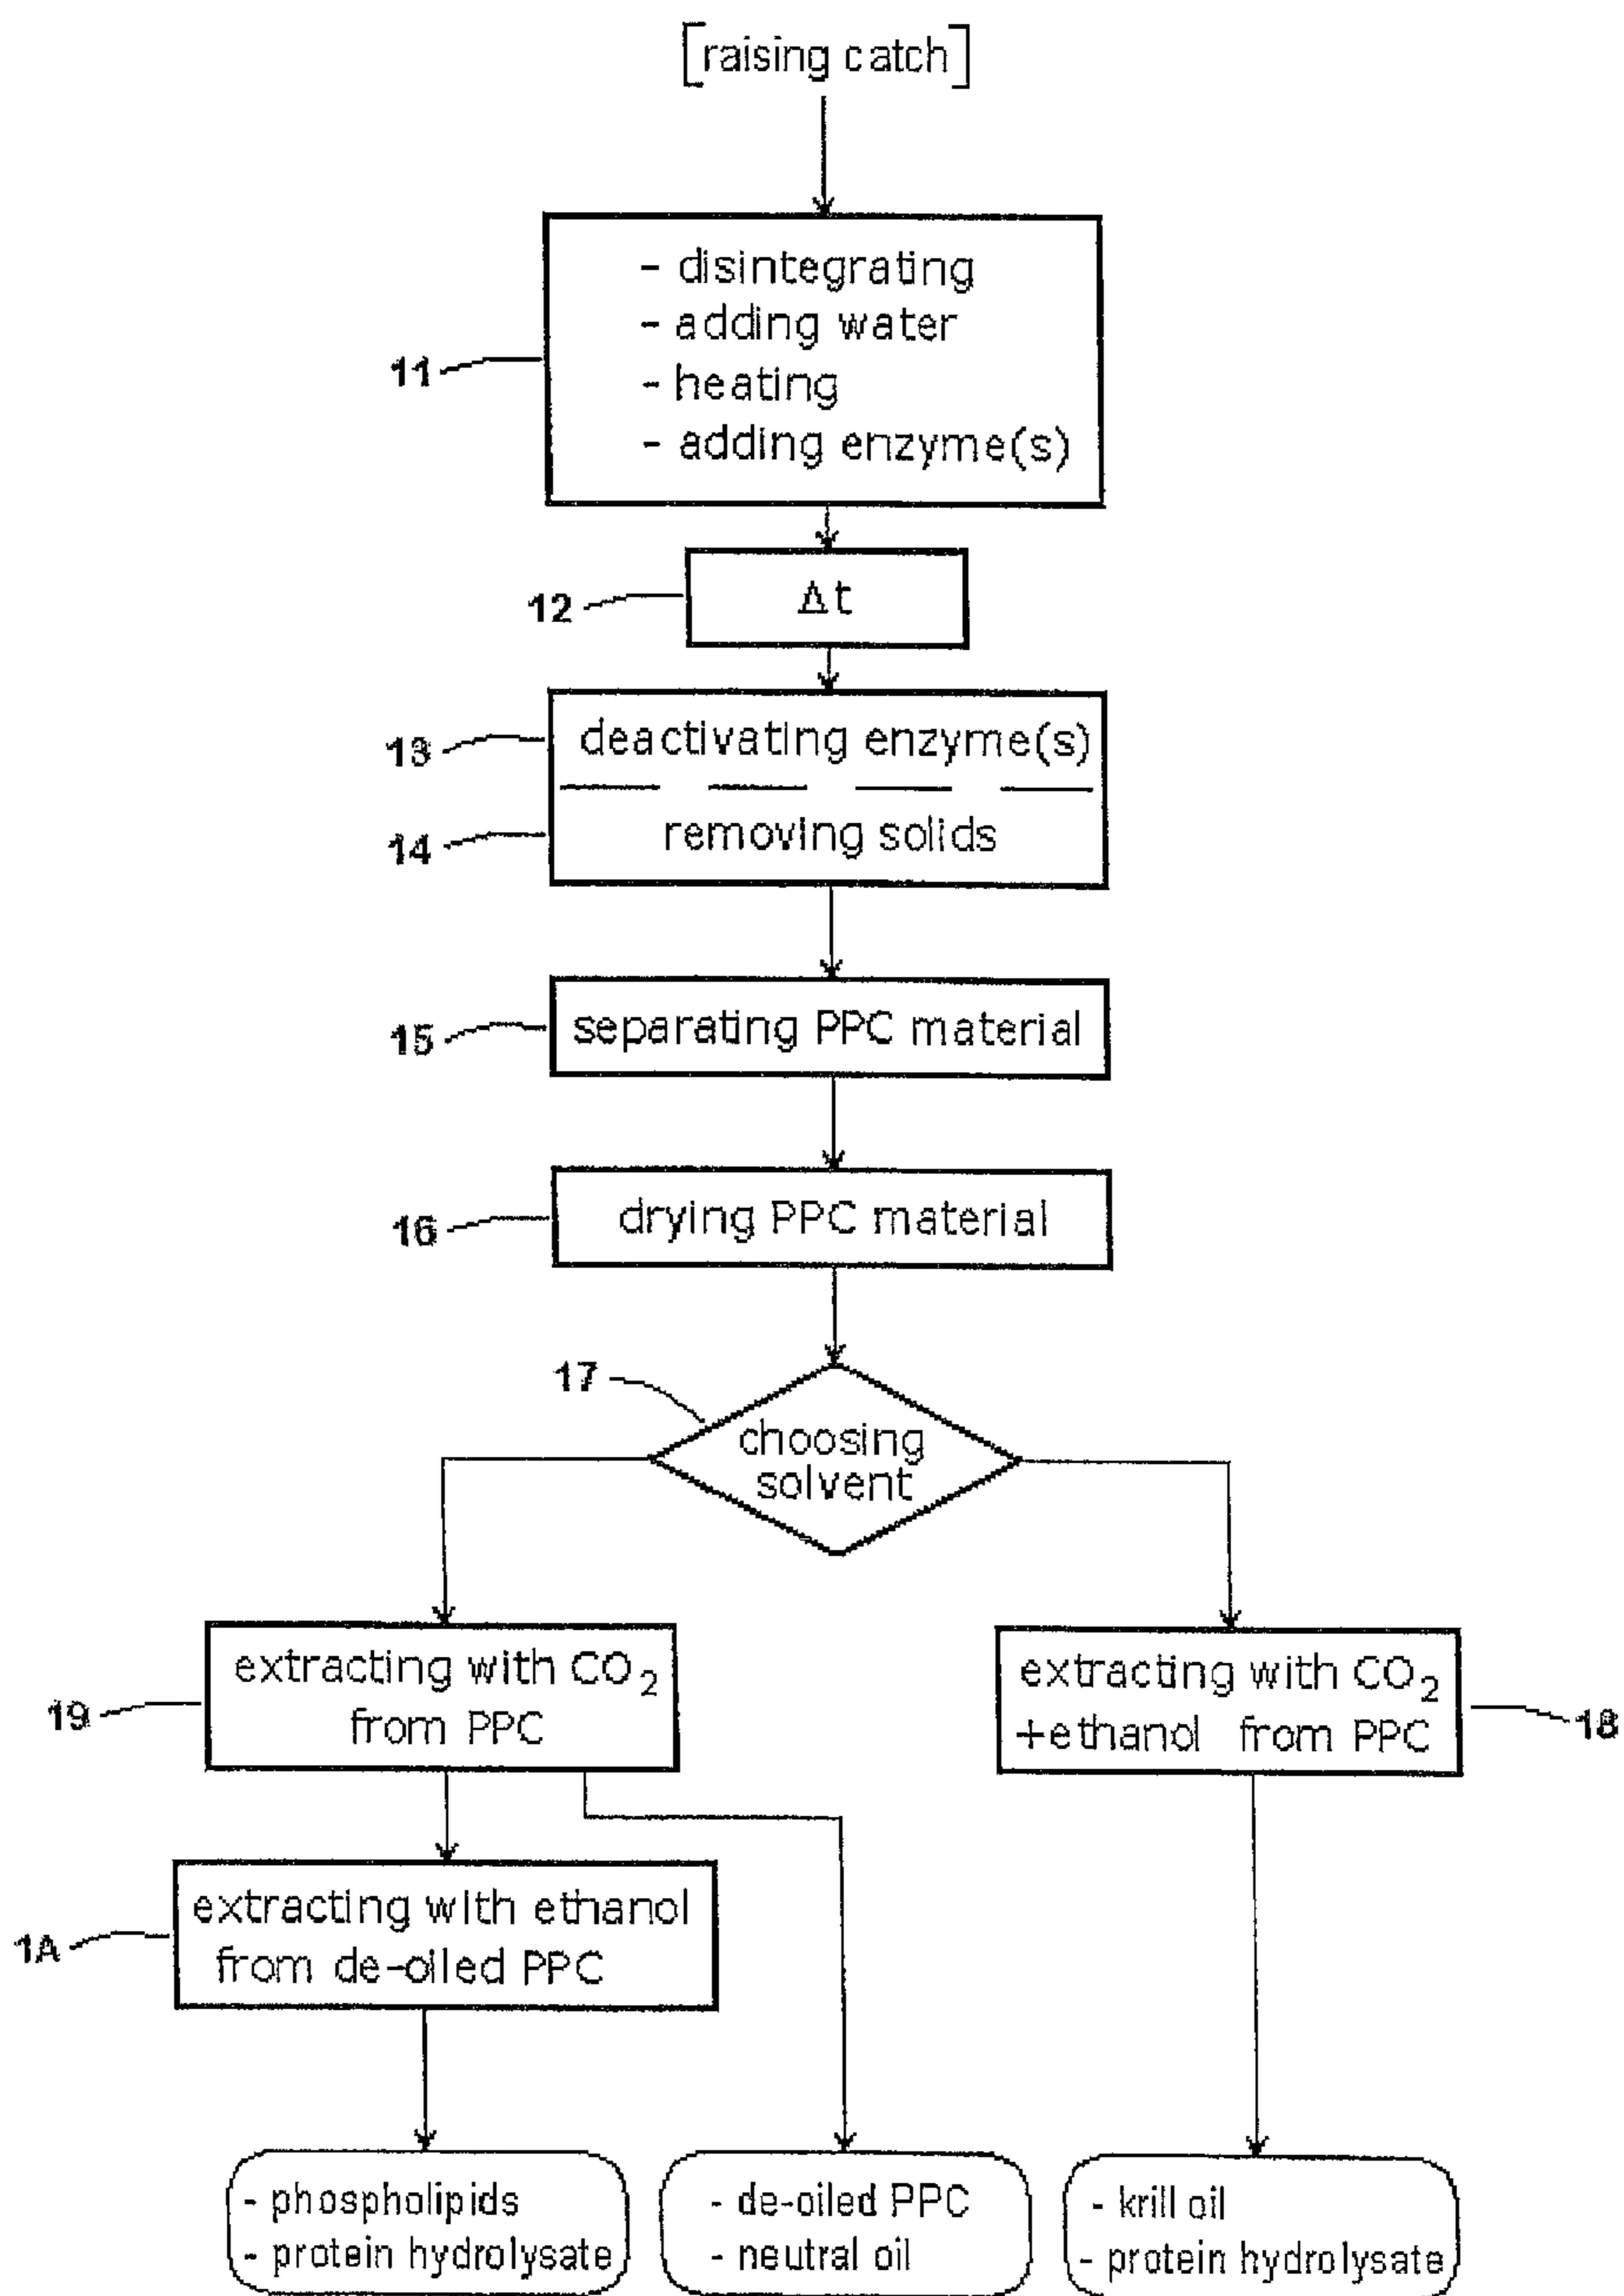 [raising catch]
- disintegrating
- adding water
- heating
- adding enzyme(s)
11
Δt
12
deactivating enzyme(s)
13
removing solids
14
separating PPC material
15
drying PPC material
16
17
choosing
solvent
extracting with CO₂
from PPC
19
extracting with CO₂
+ethanol from PPC
18
extracting with ethanol
from de-oiled PPC
1A
- phospholipids
- protein hydrolysate
- de-oiled PPC
- neutral oil
- krill oil
- protein hydrolysate